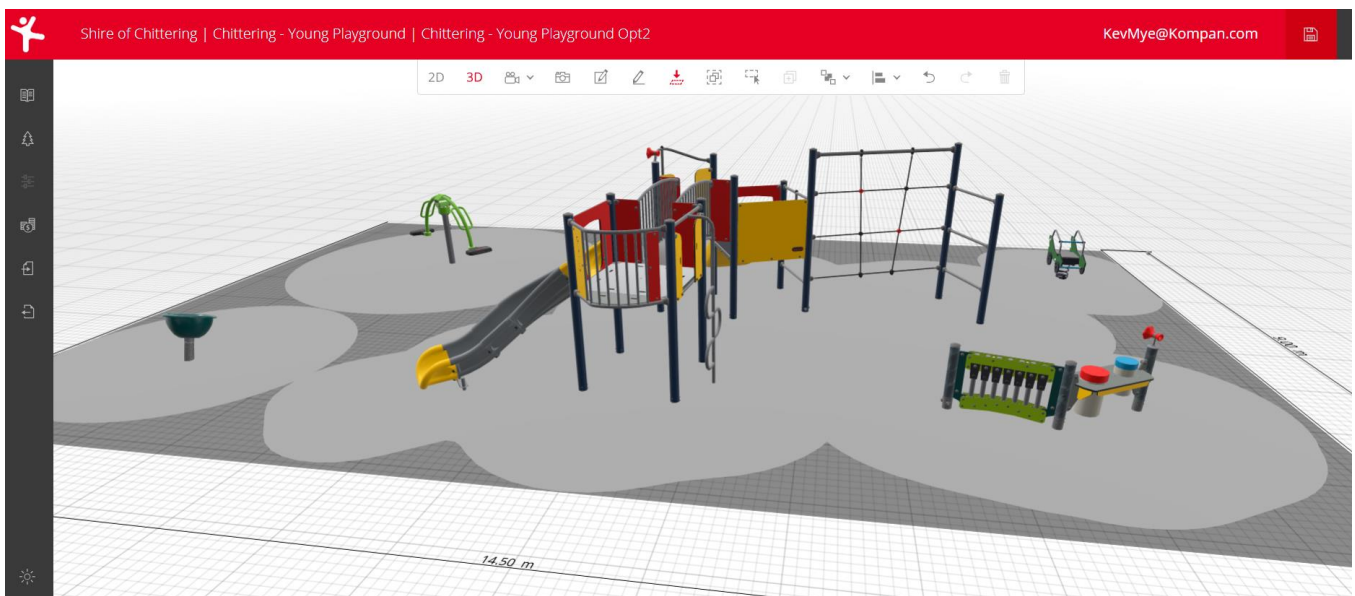 Shire of Chittering | Chittering - Young Playground | Chittering - Young Playground Opt2
KevMye@Kompan.com
2D 3D
14.50 m